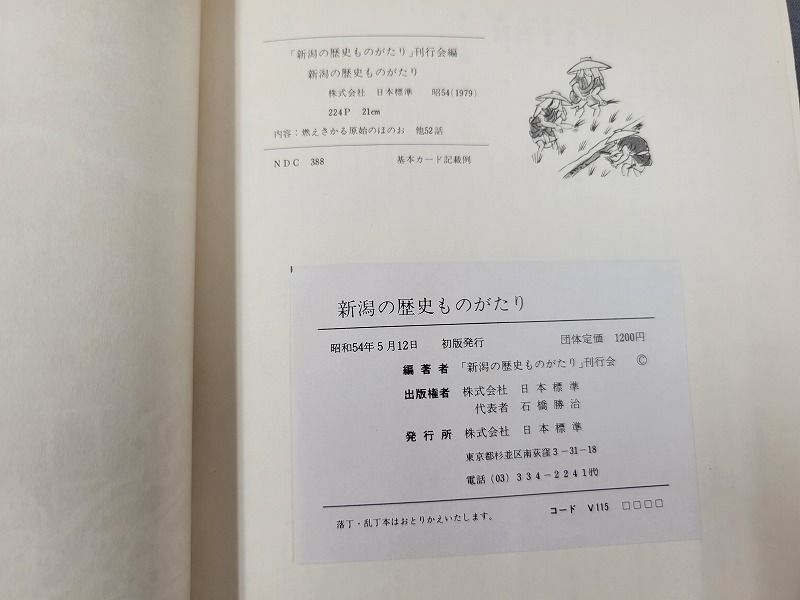 「新潟の歴史ものがたり」刊行会編
新潟の歴史ものがたり
株式会社 日本標準 昭54(1979)
224P 21cm
内容：燃えさかる原始のほのお 他52話
NDC 388 基本カード記載例
新潟の歴史ものがたり
昭和54年5月12日 初版発行 団体定価 1200円
編著者 「新潟の歴史ものがたり」刊行会 ©
出版権者 株式会社 日本標準
代表者 石橋勝治
発行所 株式会社 日本標準
東京都杉並区南荻窪3-31-18
電話(03)334-2241㈹
落丁・乱丁本はおとりかえいたします。 コード V115 □□□□